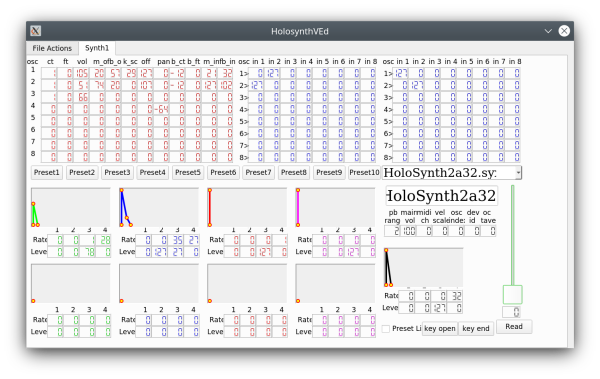 HolosynthVEd
File Actions Synth1
osc ct ft vol m_of b_o k_sc off pan b_ct b_ft m_in fb_in osc in 1 in 2 in 3 in 4 in 5 in 6 in 7 in 8 osc in 1 in 2 in 3 in 4 in 5 in 6 in 7 in 8
1 1 0 105 20 57 29 127 0 -12 0 21 32 1> 0 127 0 0 0 0 0 0 1> 127 0 0 0 0 0 0 0
2 1 0 51 74 20 0 107 0 -12 0 127 102 2> 0 0 0 0 0 0 0 0 2> 0 127 0 0 0 0 0 0
3 1 0 66 0 0 0 0 0 0 0 0 0 3> 0 0 0 0 0 0 0 0 3> 0 0 0 0 0 0 0 0
4 0 0 0 0 0 0 0 -64 0 0 0 0 4> 0 0 0 0 0 0 0 0 4> 0 0 0 0 0 0 0 0
5 0 0 0 0 0 0 0 0 0 0 0 0 5> 0 0 0 0 0 0 0 0 5> 0 0 0 0 0 0 0 0
6 0 0 0 0 0 0 0 0 0 0 0 0 6> 0 0 0 0 0 0 0 0 6> 0 0 0 0 0 0 0 0
7 0 0 0 0 0 0 0 0 0 0 0 0 7> 0 0 0 0 0 0 0 0 7> 0 0 0 0 0 0 0 0
8 0 0 0 0 0 0 0 0 0 0 0 0 8> 0 0 0 0 0 0 0 0 8> 0 0 0 0 0 0 0 0
Preset1 Preset2 Preset3 Preset4 Preset5 Preset6 Preset7 Preset8 Preset9 Preset10 HoloSynth2a32.sy
HoloSynth2a32
pb mair midi vel osc dev oc
rang vol ch scale inde: id tave
2 100 0 0 0 0 0
1 2 3 4 1 2 3 4 1 2 3 4 1 2 3 4
Rate 0 0 1 28 Rate 0 0 35 27 Rate 0 0 0 0 Rate 0 0 0 0
Leve 0 0 78 0 Leve 0 127 27 0 Leve 0 0 127 0 Leve 0 0 127 0
Rate 0 0 0 32
Leve 0 0 127 0
1 2 3 4 1 2 3 4 1 2 3 4 1 2 3 4
Rate 0 0 0 0 Rate 0 0 0 0 Rate 0 0 0 0 Rate 0 0 0 0
Leve 0 0 0 0 Leve 0 0 0 0 Leve 0 0 0 0 Leve 0 0 0 0
0
Preset Li key open key end Read